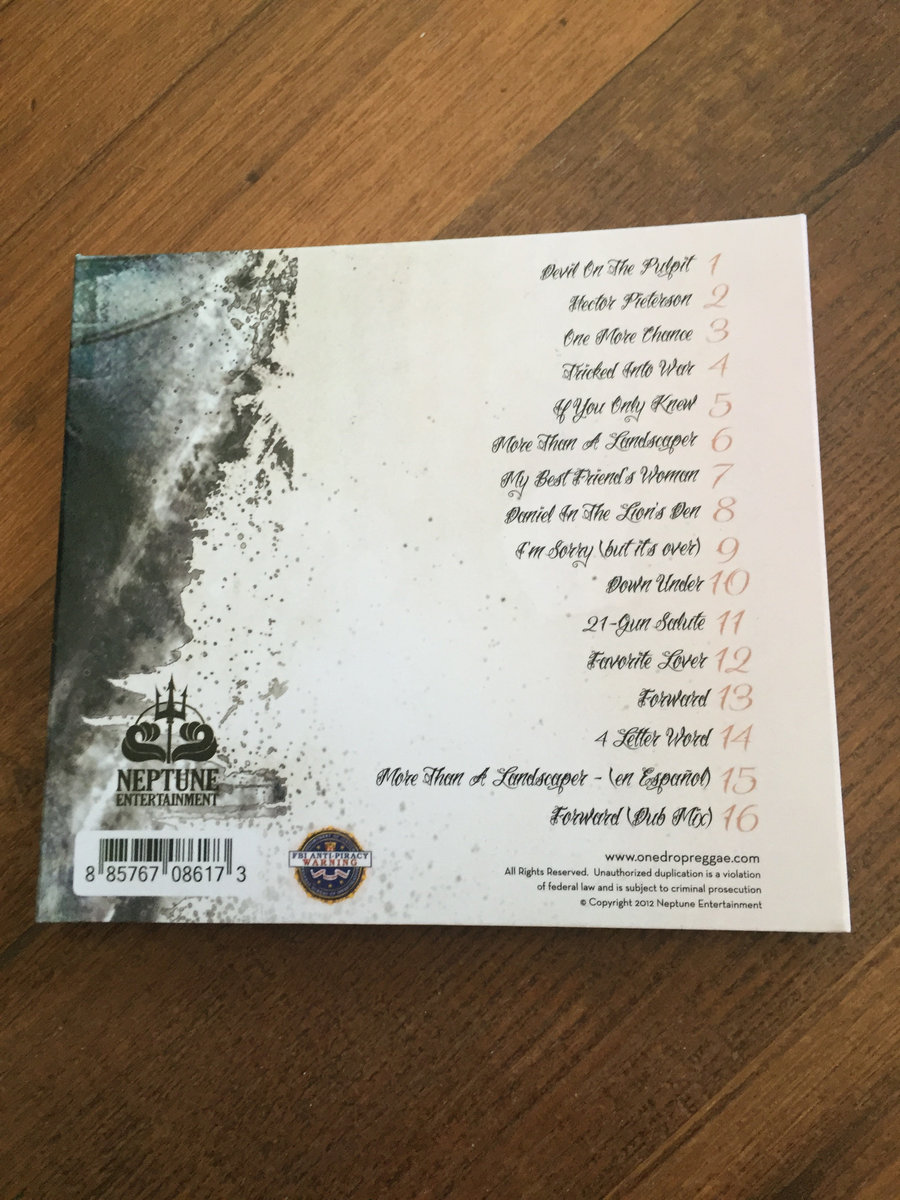 Devil On The Pulpit 1
Hector Pieterson 2
One More Chance 3
Tricked Into War 4
If You Only Knew 5
More Than A Landscaper 6
My Best Friend's Woman 7
Daniel In The Lion's Den 8
I'm Sorry (but it's over) 9
Down Under 10
21-Gun Salute 11
Favorite Lover 12
Forward 13
4 Letter Word 14
More Than A Landscaper - (en Español) 15
Forward (Dub Mix) 16
NEPTUNE
ENTERTAINMENT
8 85767 08617 3
FBI ANTI-PIRACY
WARNING
www.onedropreggae.com
All Rights Reserved. Unauthorized duplication is a violation
of federal law and is subject to criminal prosecution
© Copyright 2012 Neptune Entertainment